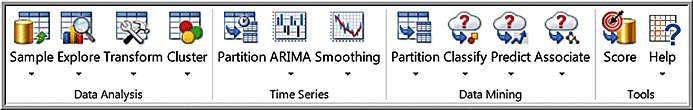 Sample Explore Transform Cluster Partition ARIMA Smoothing Partition Classify Predict Associate Score Help
Data Analysis Time Series Data Mining Tools